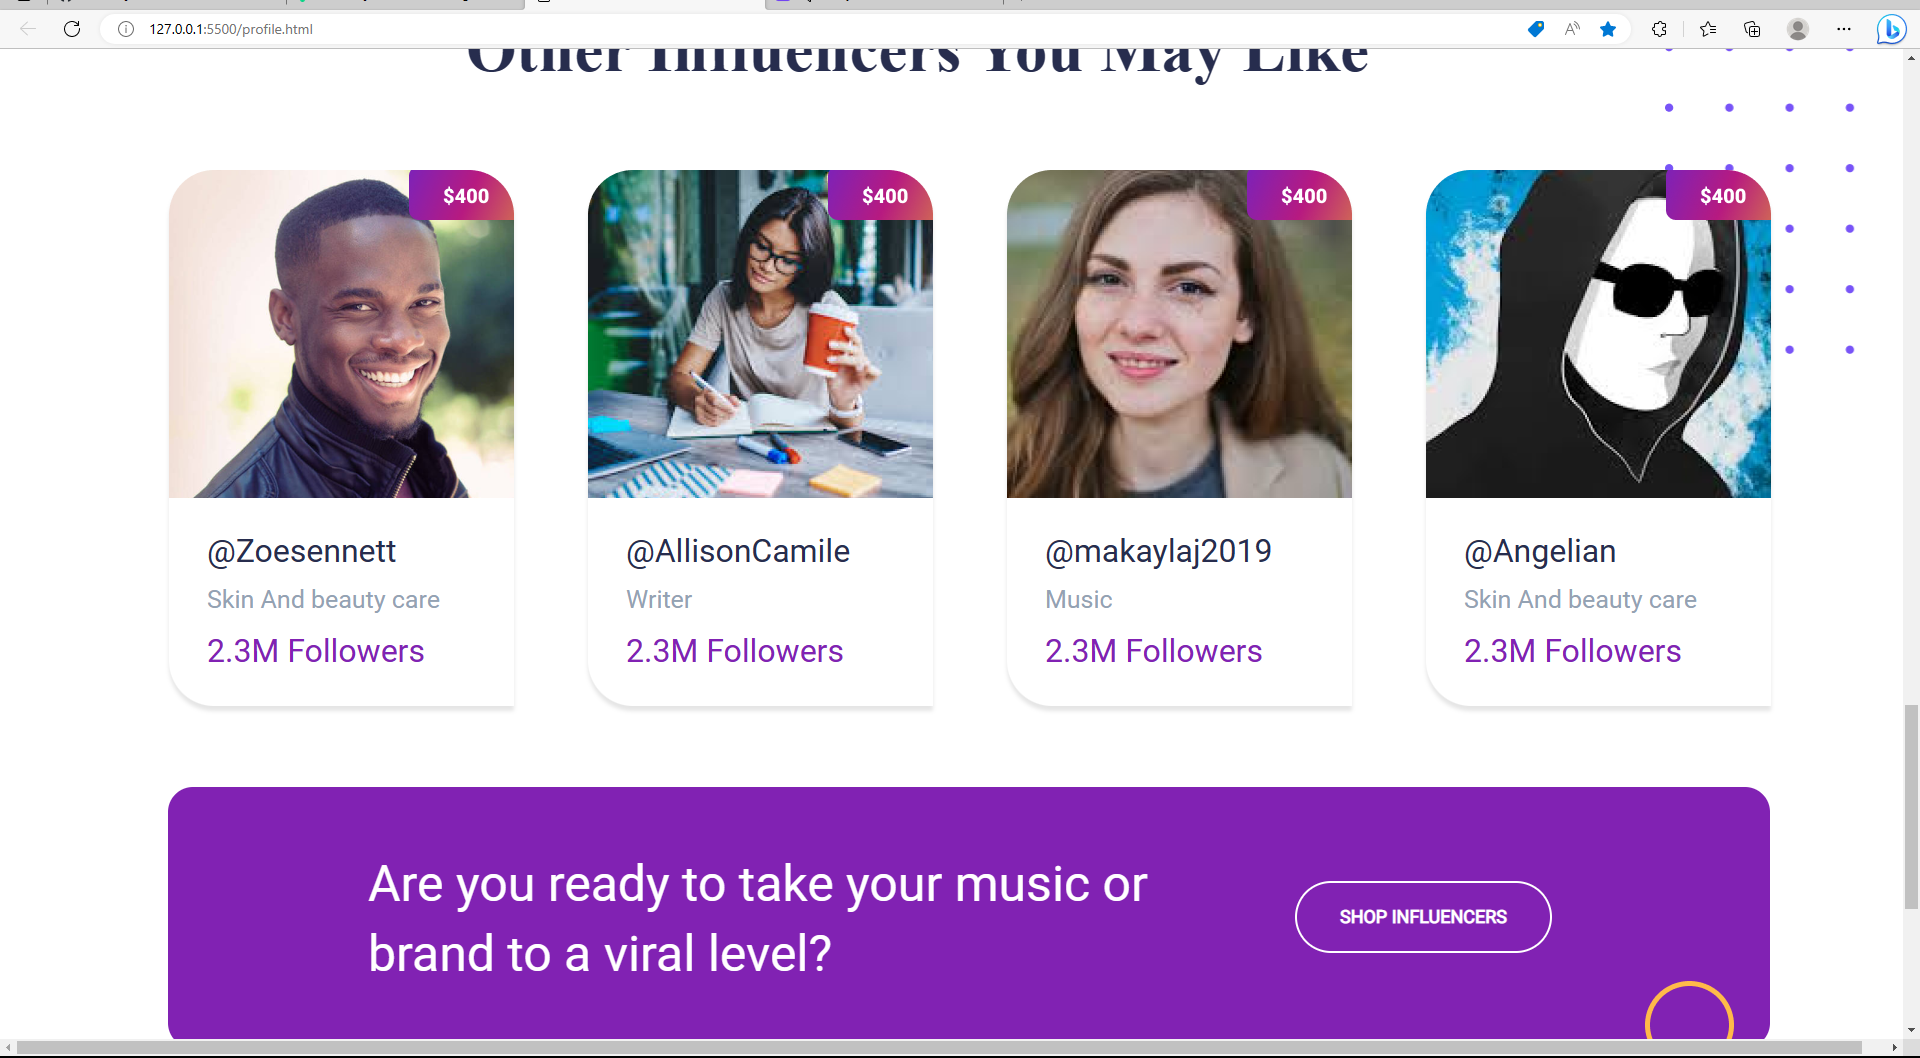 127.0.0.1:5500/profile.html
Other Influencers You May Like
$400
$400
$400
$400
@Zoesennett
Skin And beauty care
2.3M Followers
@AllisonCamile
Writer
2.3M Followers
@makaylaj2019
Music
2.3M Followers
@Angelian
Skin And beauty care
2.3M Followers
Are you ready to take your music or
brand to a viral level?
SHOP INFLUENCERS